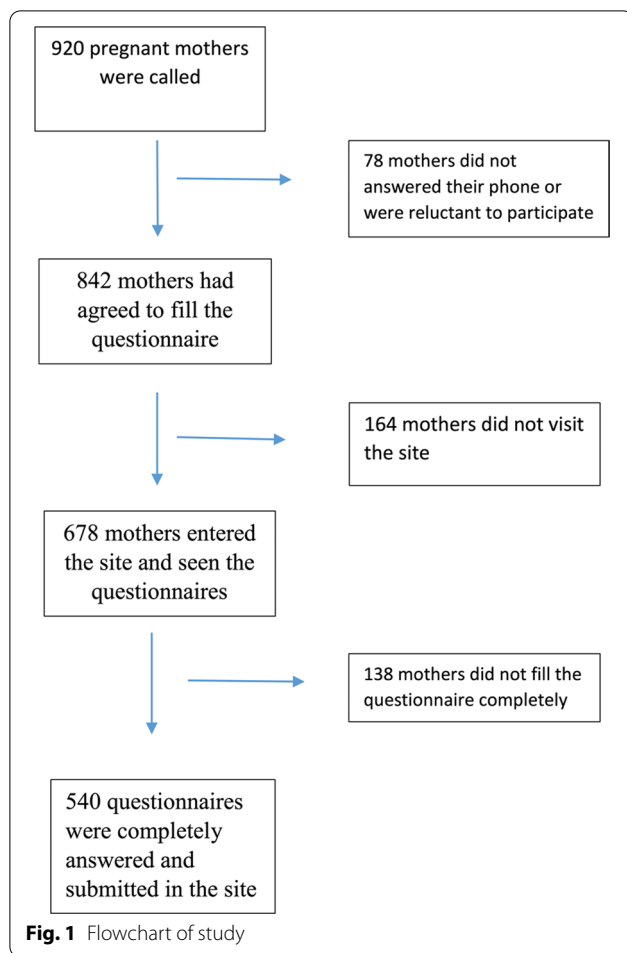 920 pregnant mothers
were called
78 mothers did not
answered their phone or
were reluctant to participate
842 mothers had
agreed to fill the
questionnaire
164 mothers did not visit
the site
678 mothers entered
the site and seen the
questionnaires
138 mothers did not fill the
questionnaire completely
540 questionnaires
were completely
answered and
submitted in the site
Fig. 1 Flowchart of study